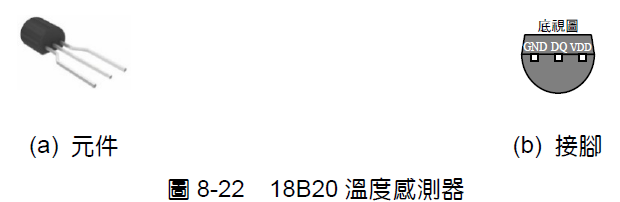 底視圖
GND DQ VDD
(a) 元件
(b) 接腳
圖 8-22 18B20 溫度感測器